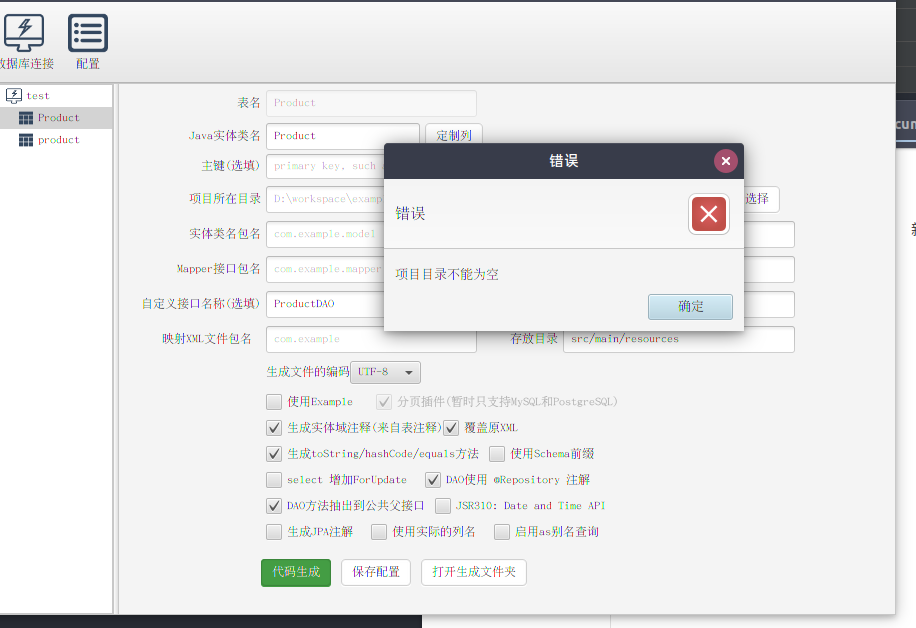 数据库连接 配置
test
Product
product
表名 Product
Java实体类名 Product 定制列
主键(选填) primary key, such
项目所在目录 D:\workspace\examp 选择
实体类名包名 com.example.model
Mapper接口包名 com.example.mapper
自定义接口名称(选填) ProductDAO
映射XML文件包名 com.example 存放目录 src/main/resources
错误
错误
项目目录不能为空
确定
生成文件的编码 UTF-8
使用Example 分页插件(暂时只支持MySQL和PostgreSQL)
生成实体域注释(来自表注释) 覆盖原XML
生成toString/hashCode/equals方法 使用Schema前缀
select 增加ForUpdate DAO使用 @Repository 注解
DAO方法抽出到公共父接口 JSR310: Date and Time API
生成JPA注解 使用实际的列名 启用as别名查询
代码生成 保存配置 打开生成文件夹